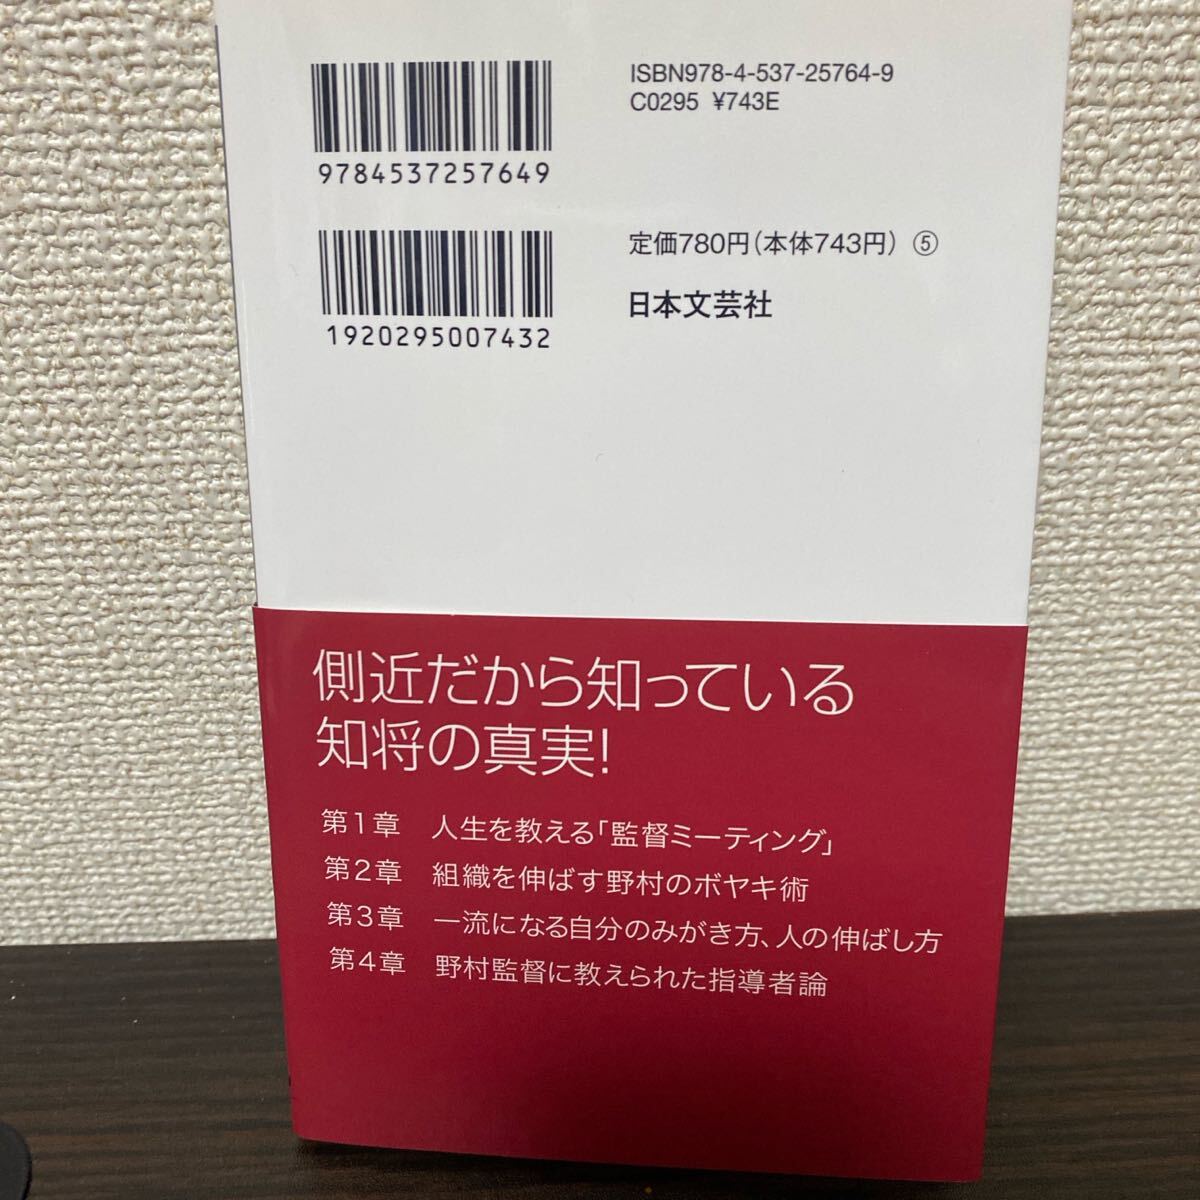 9784537257649
ISBN978-4-537-25764-9
C0295 ¥743E
1920295007432
定価780円(本体743円) ⑤
日本文芸社
側近だから知っている
知将の真実!
第1章 人生を教える「監督ミーティング」
第2章 組織を伸ばす野村のボヤキ術
第3章 一流になる自分のみがき方、人の伸ばし方
第4章 野村監督に教えられた指導者論